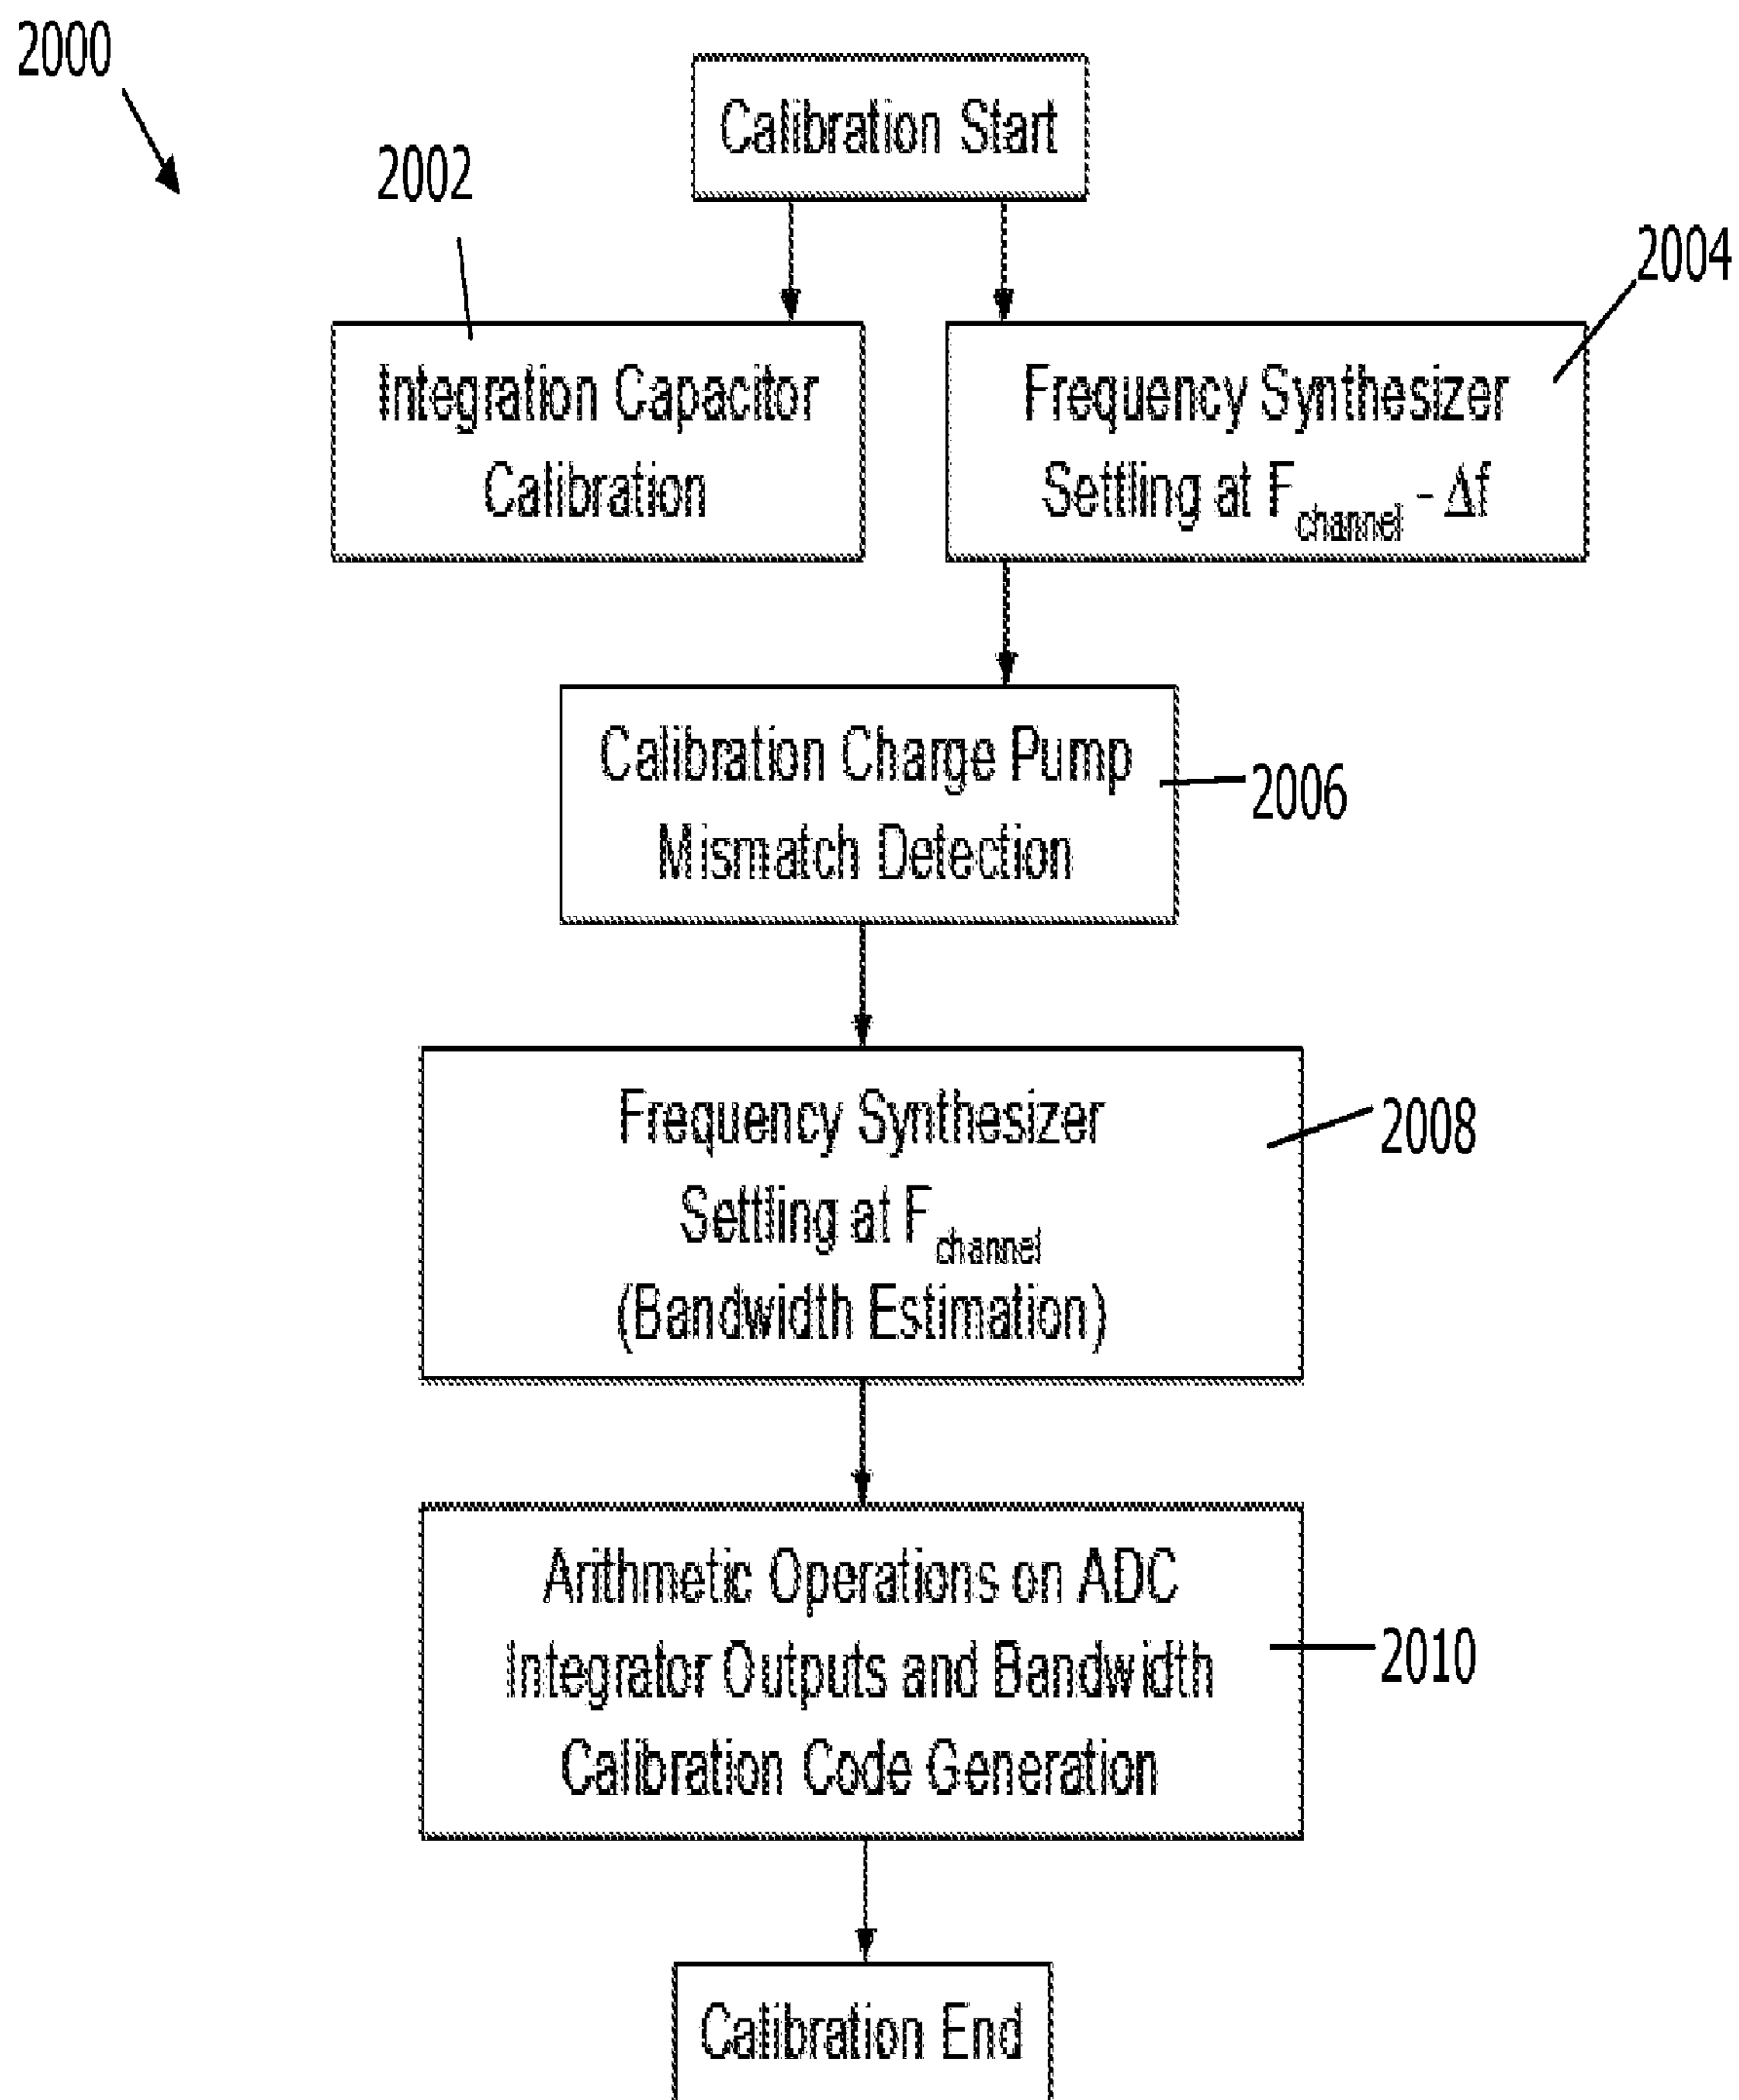 2000
Calibration Start
2002
2004
Integration Capacitor
Calibration
Frequency Synthesizer
Settling at F channel - Δf
Calibration Charge Pump
Mismatch Detection
2006
Frequency Synthesizer
Settling at F channel
(Bandwidth Estimation)
2008
Arithmetic Operations on ADC
Integrator Outputs and Bandwidth
Calibration Code Generation
2010
Calibration End